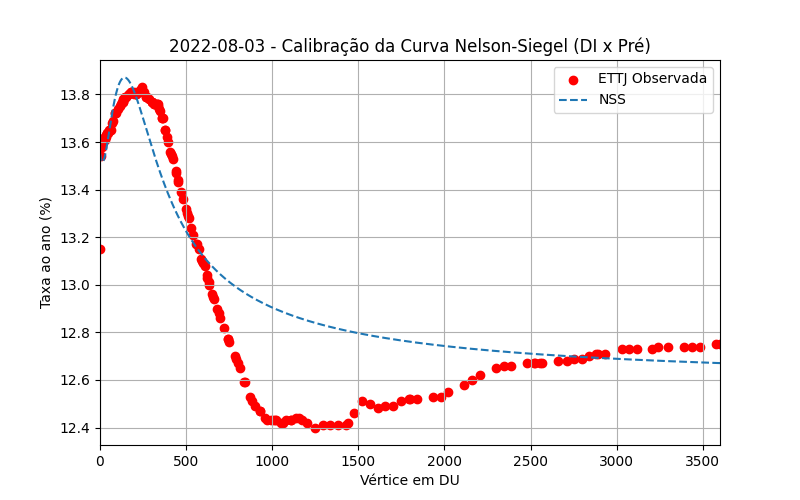 2022-08-03 - Calibração da Curva Nelson-Siegel (DI x Pré)
ETTJ Observada
NSS
Taxa ao ano (%)
13.8
13.6
13.4
13.2
13.0
12.8
12.6
12.4
0 500 1000 1500 2000 2500 3000 3500
Vértice em DU